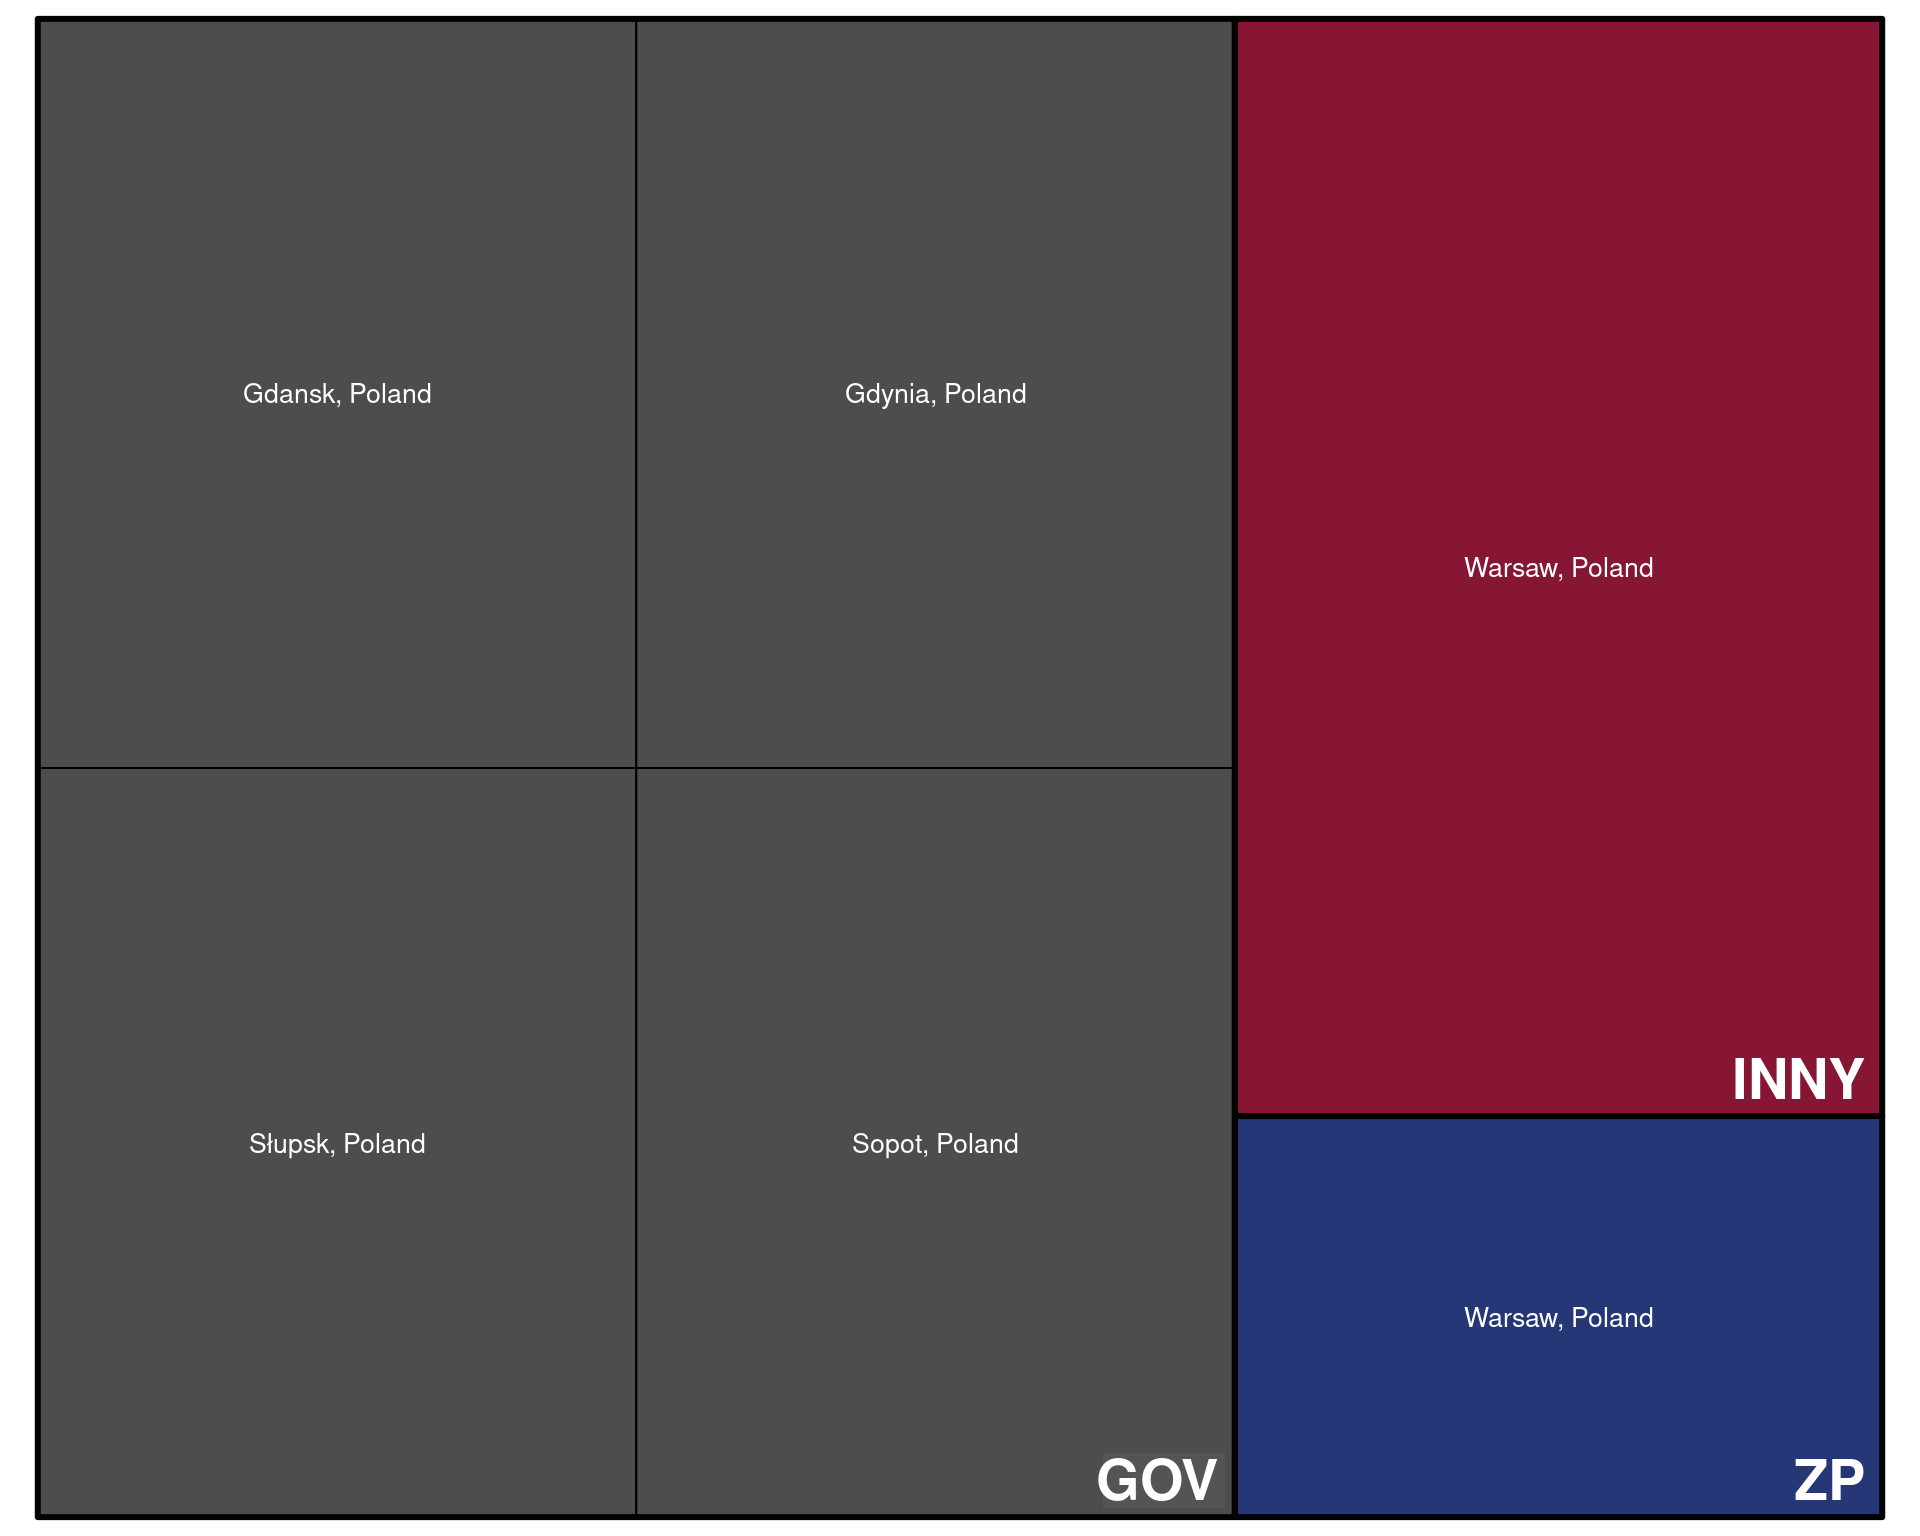 Gdansk, Poland
Gdynia, Poland
Warsaw, Poland
INNY
Słupsk, Poland
Sopot, Poland
GOV
Warsaw, Poland
ZP